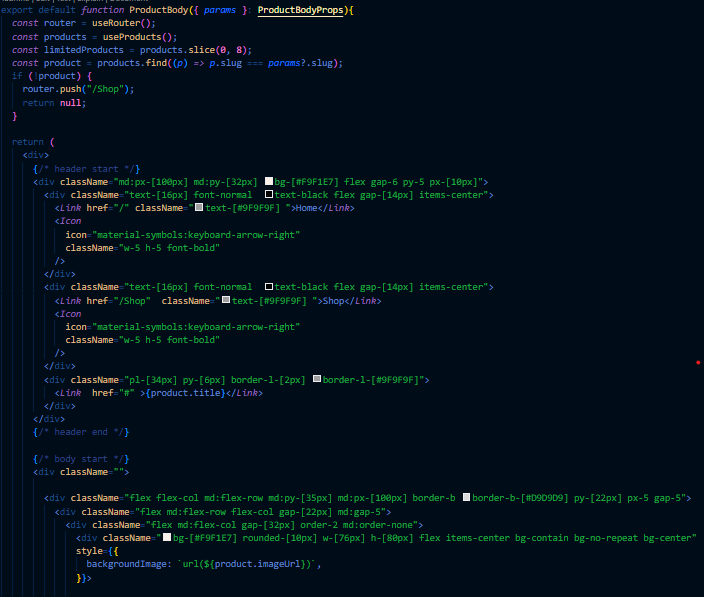 export default function ProductBody({ params }: ProductBodyProps){
const router = useRouter();
const products = useProducts();
const limitedProducts = products.slice(0, 8);
const product = products.find((p) => p.slug === params?.slug);
if (!product) {
router.push("/Shop");
return null;
}
return (
<div>
{/* header start */}
<div className="md:px-[100px] md:py-[32px] bg-[#F9F1E7] flex gap-6 py-5 px-[10px]">
<div className="text-[16px] font-normal text-black flex gap-[14px] items-center">
<Link href="/" className="text-[#9F9F9F] ">Home</Link>
<Icon
icon="material-symbols:keyboard-arrow-right"
className="w-5 h-5 font-bold"
/>
</div>
<div className="text-[16px] font-normal text-black flex gap-[14px] items-center">
<Link href="/Shop" className="text-[#9F9F9F] ">Shop</Link>
<Icon
icon="material-symbols:keyboard-arrow-right"
className="w-5 h-5 font-bold"
/>
</div>
<div className="pl-[34px] py-[6px] border-l-[2px] border-l-[#9F9F9F]">
<Link href="#" >{product.title}</Link>
</div>
</div>
{/* header end */}
{/* body start */}
<div className="">
<div className="flex flex-col md:flex-row md:py-[35px] md:px-[100px] border-b border-b-[#D9D9D9] py-[22px] px-5 gap-5">
<div className="flex md:flex-row flex-col gap-[22px] md:gap-5">
<div className="flex md:flex-col gap-[32px] order-2 md:order-none">
<div className="bg-[#F9F1E7] rounded-[10px] w-[76px] h-[80px] flex items-center bg-contain bg-no-repeat bg-center"
style={{
backgroundImage: `url(${product.imageUrl})`,
}}>